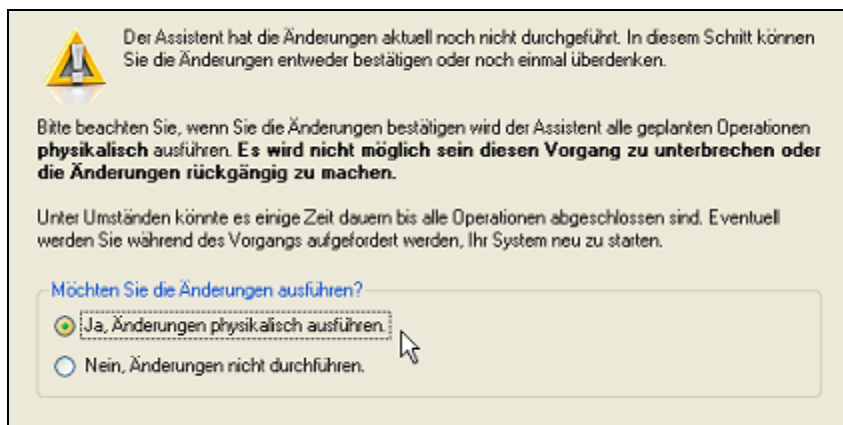 Der Assistent hat die Änderungen aktuell noch nicht durchgeführt. In diesem Schritt können
Sie die Änderungen entweder bestätigen oder noch einmal überdenken.
Bitte beachten Sie, wenn Sie die Änderungen bestätigen wird der Assistent alle geplanten Operationen
physikalisch ausführen. Es wird nicht möglich sein diesen Vorgang zu unterbrechen oder
die Änderungen rückgängig zu machen.
Unter Umständen könnte es einige Zeit dauern bis alle Operationen abgeschlossen sind. Eventuell
werden Sie während des Vorgangs aufgefordert werden, Ihr System neu zu starten.
Möchten Sie die Änderungen ausführen?
Ja, Änderungen physikalisch ausführen.
Nein, Änderungen nicht durchführen.